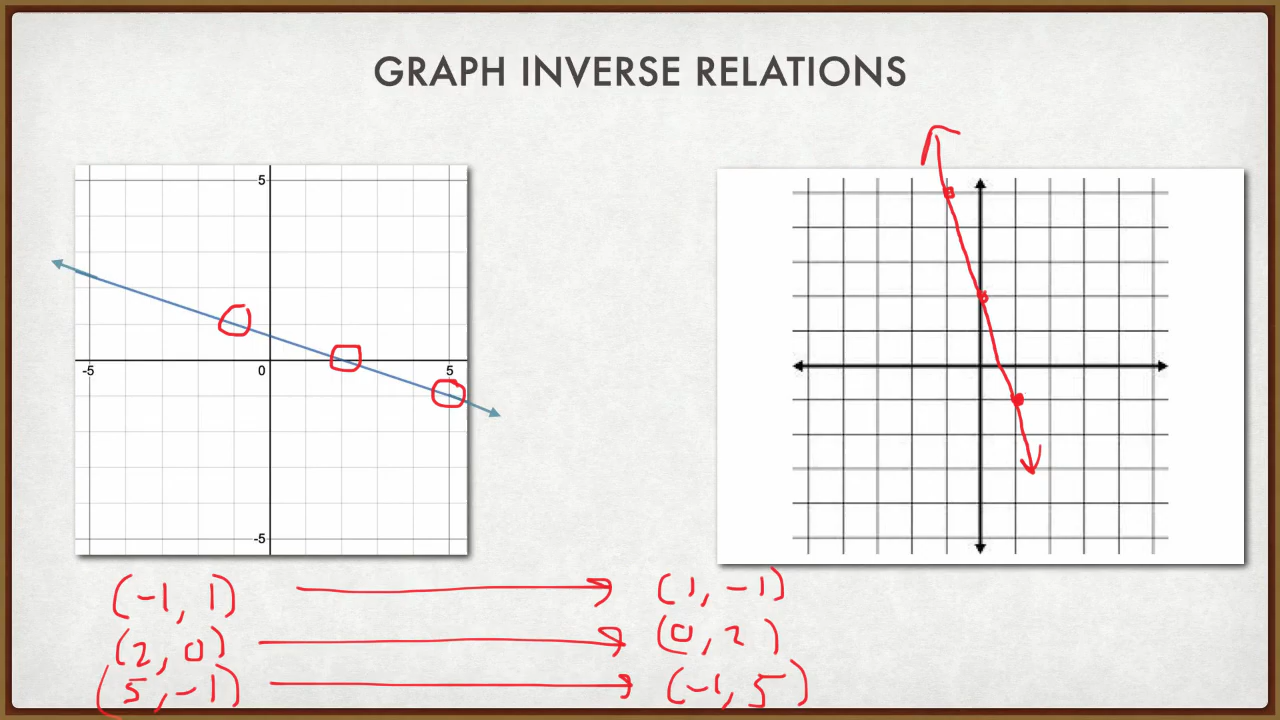 GRAPH INVERSE RELATIONS
5
-5 0 5
-5
(-1, 1) (1, -1)
(2, 0) (0, 2)
(5, -1) (-1, 5)